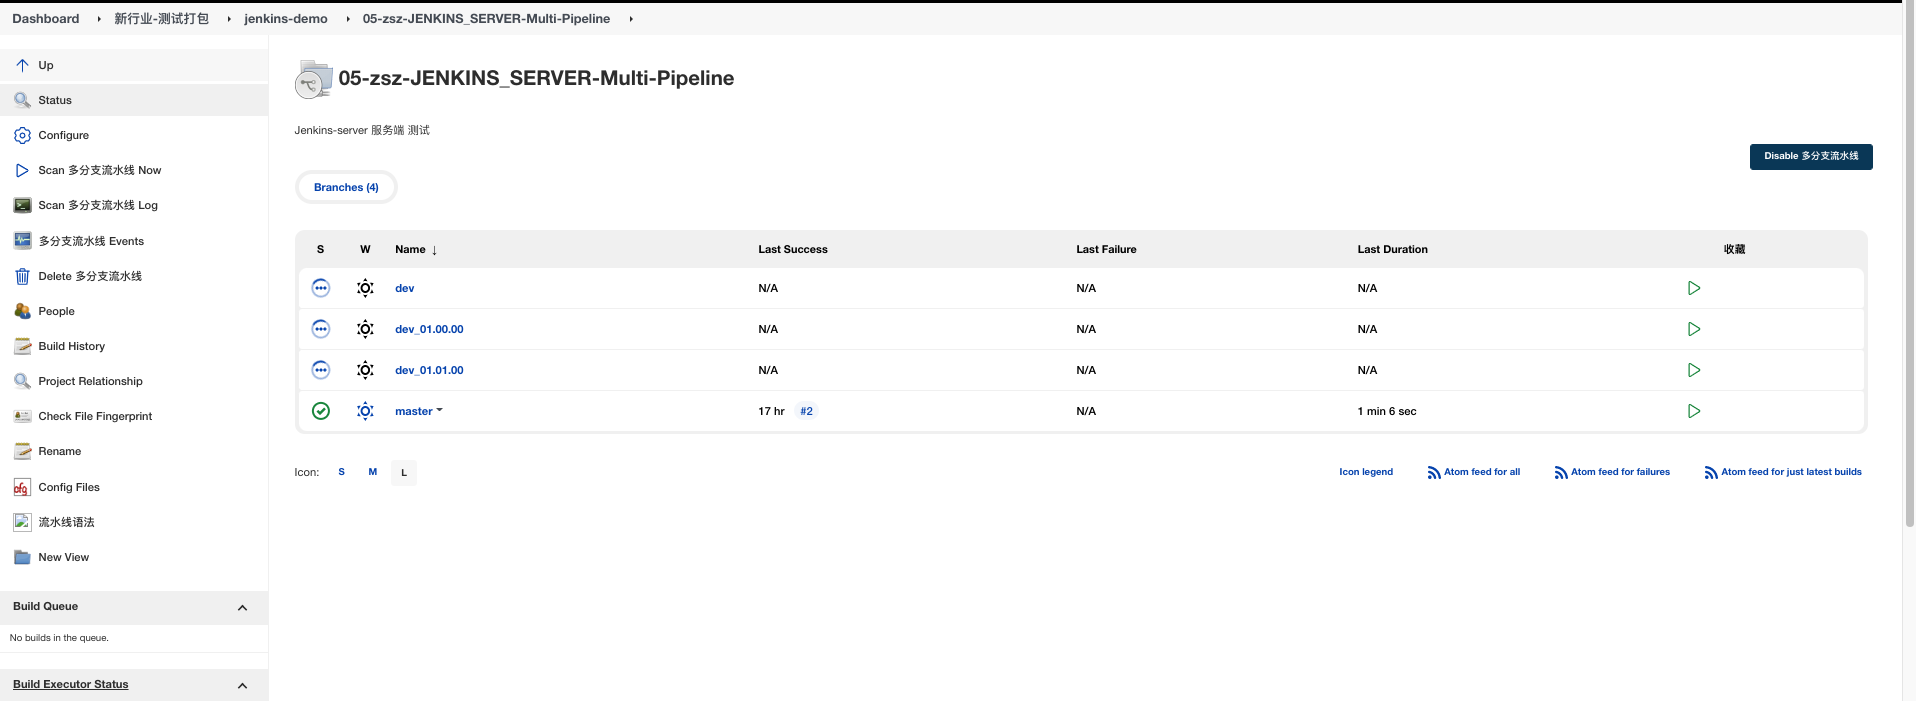 Dashboard 新行业-测试打包 jenkins-demo 05-zsz-JENKINS_SERVER-Multi-Pipeline
Up
Status
Configure
Scan 多分支流水线 Now
Scan 多分支流水线 Log
多分支流水线 Events
Delete 多分支流水线
People
Build History
Project Relationship
Check File Fingerprint
Rename
cfg Config Files
流水线语法
New View
Build Queue
No builds in the queue.
Build Executor Status
05-zsz-JENKINS_SERVER-Multi-Pipeline
Jenkins-server 服务端 测试
Disable 多分支流水线
Branches (4)
S W Name ↓ Last Success Last Failure Last Duration 收藏
dev N/A N/A N/A
dev_01.00.00 N/A N/A N/A
dev_01.01.00 N/A N/A N/A
master 17 hr #2 N/A 1 min 6 sec
Icon: S M L
Icon legend Atom feed for all Atom feed for failures Atom feed for just latest builds